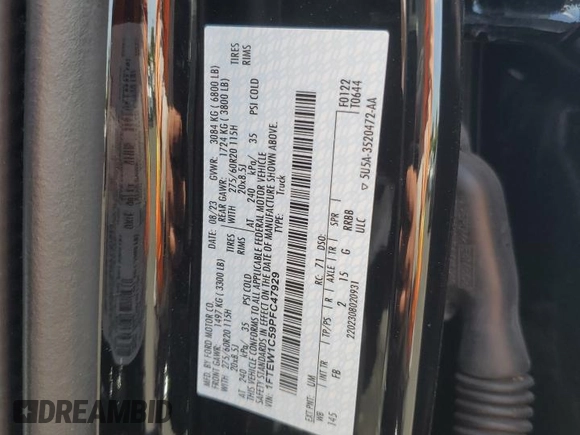 MFD. BY FORD MOTOR CO.
DATE: 08/23 GVWR: 3084 KG (6800 LB)
FRONT GAWR: 1497 KG (3300 LB) REAR GAWR: 1724 KG (3800 LB)
WITH 275/60R20 115H TIRES WITH 275/60R20 115H TIRES
20x8.5J RIMS 20x8.5J RIMS
AT 240 kPa/ 35 PSI COLD AT 240 kPa/ 35 PSI COLD
THIS VEHICLE CONFORMS TO ALL APPLICABLE FEDERAL MOTOR VEHICLE
SAFETY STANDARDS IN EFFECT ON THE DATE OF MANUFACTURE SHOWN ABOVE.
VIN: 1FTEW1C59PFC47929
TYPE: Truck
F0122
T0644
EXT PNT: UM RC: 71 DSO:
WB INT TR TP/PS R AXLE TR SPR
145 FB 2 15 G RRBB
ULC
2202308020931
▽ 5U5A-3520472-AA
DREAMBID